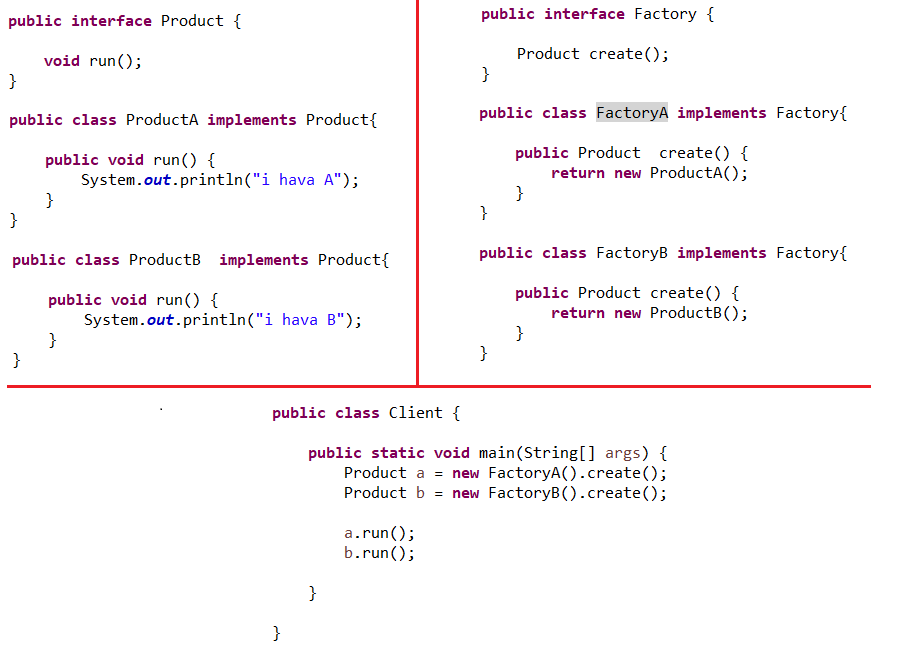 public interface Product {
void run();
}
public class ProductA implements Product{
public void run() {
System.out.println("i hava A");
}
}
public class ProductB  implements Product{
public void run() {
System.out.println("i hava B");
}
}
public interface Factory {
Product create();
}
public class FactoryA implements Factory{
public Product  create() {
return new ProductA();
}
}
public class FactoryB implements Factory{
public Product create() {
return new ProductB();
}
}
public class Client {
public static void main(String[] args) {
Product a = new FactoryA().create();
Product b = new FactoryB().create();
a.run();
b.run();
}
}